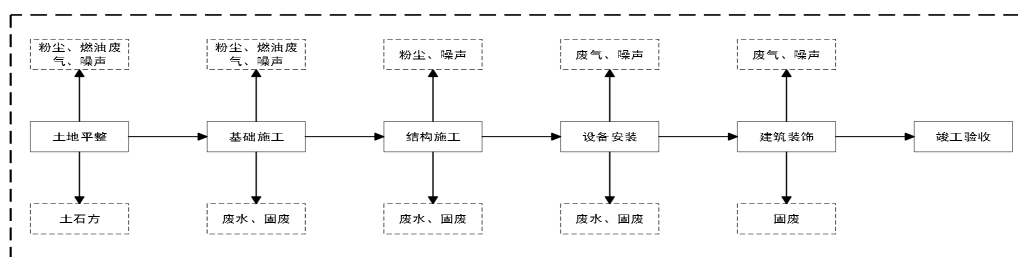 粉尘、燃油废
气、噪声
粉尘、燃油废
气、噪声
粉尘、噪声
废气、噪声
废气、噪声
土地平整
基础施工
结构施工
设备安装
建筑装饰
竣工验收
土石方
废水、固废
废水、固废
废水、固废
固废